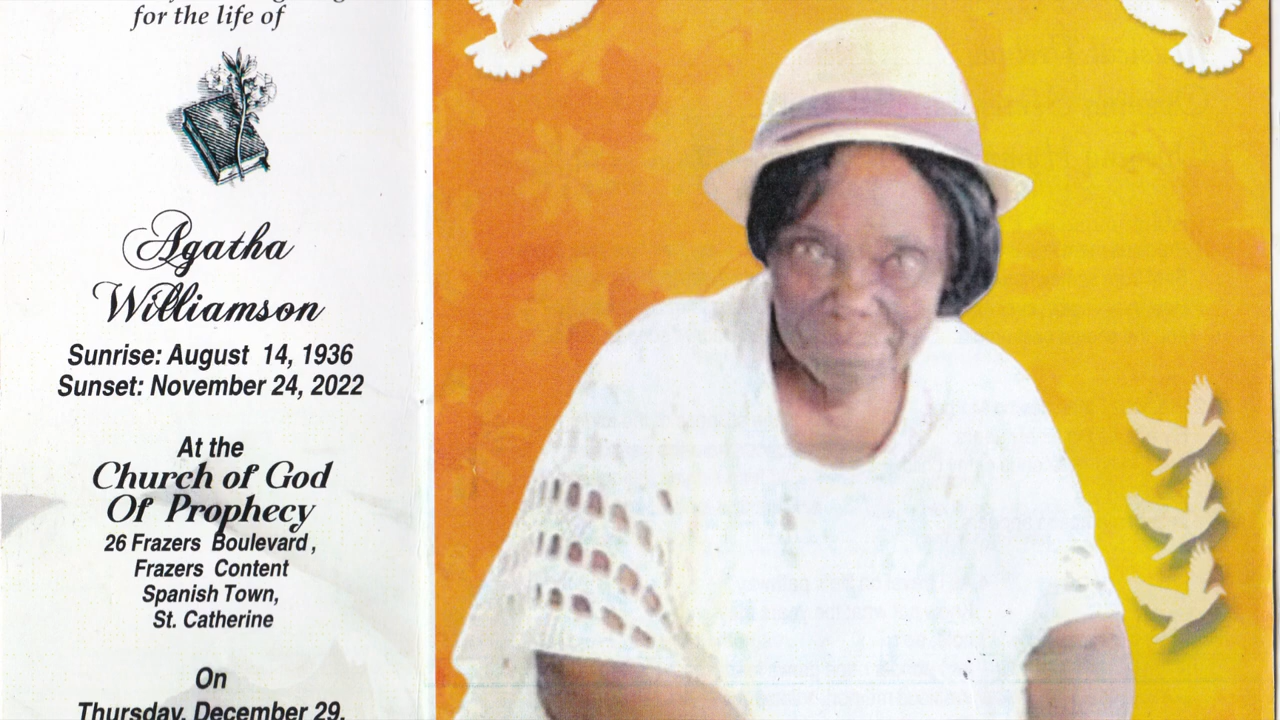 for the life of
Agatha
Williamson
Sunrise: August 14, 1936
Sunset: November 24, 2022
At the
Church of God
Of Prophecy
26 Frazers Boulevard,
Frazers Content
Spanish Town,
St. Catherine
On
Thursday, December 29,